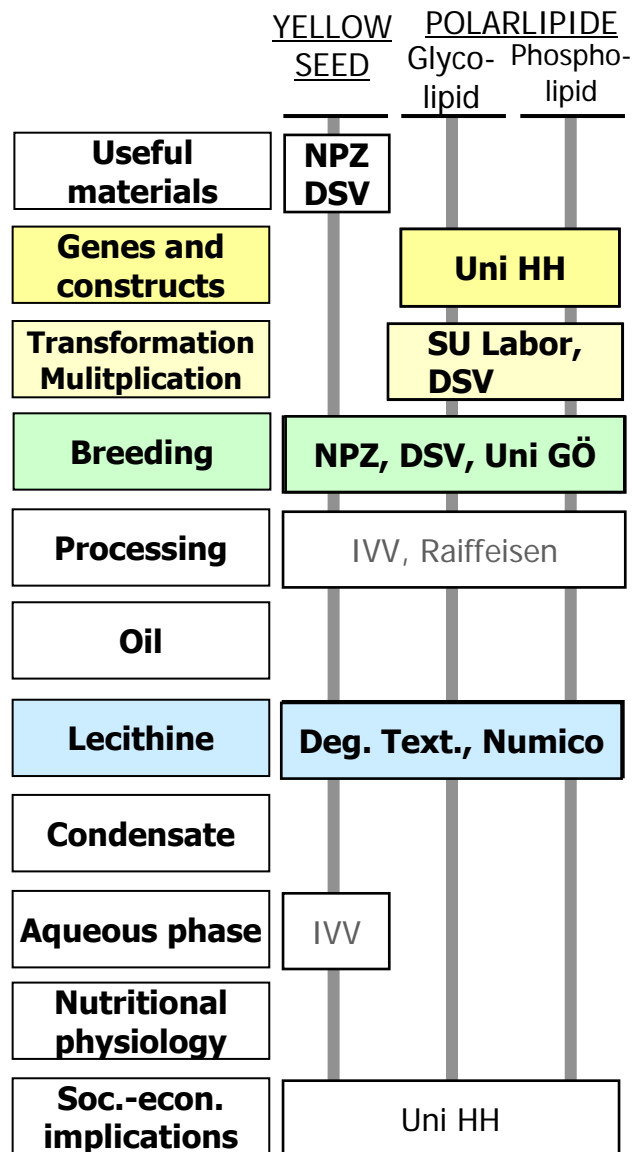 YELLOW SEED
POLARLIPIDE
Glyco-
lipid
Phospho-
lipid
Useful
materials
NPZ
DSV
Genes and
constructs
Uni HH
Transformation
Mulitplication
SU Labor,
DSV
Breeding
NPZ, DSV, Uni GÖ
Processing
IVV, Raiffeisen
Oil
Lecithine
Deg. Text., Numico
Condensate
Aqueous phase
IVV
Nutritional
physiology
Soc.-econ.
implications
Uni HH